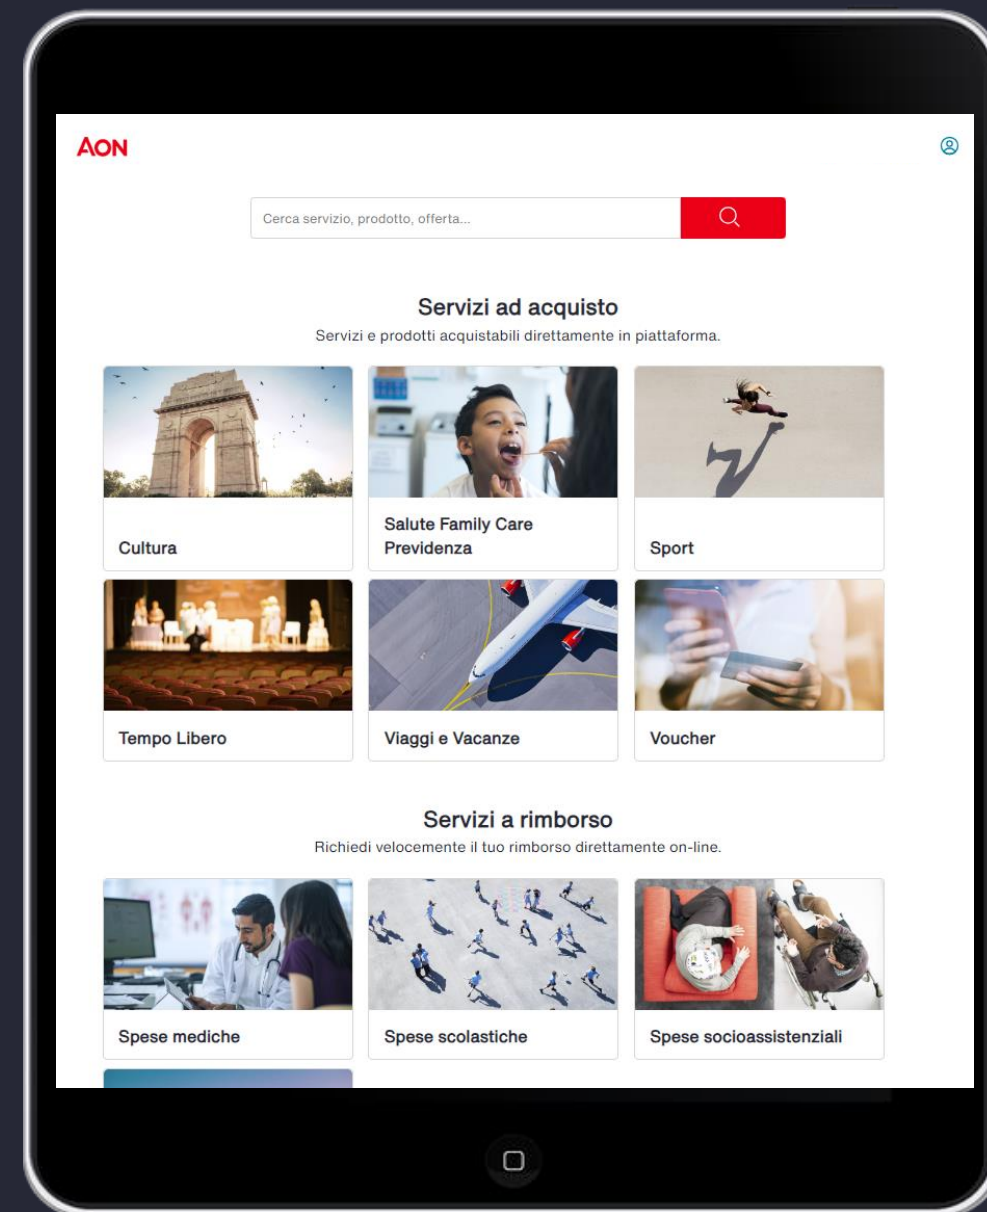 AON
Cerca servizio, prodotto, offerta...
Servizi ad acquisto
Servizi e prodotti acquistabili direttamente in piattaforma.
Cultura
Salute Family Care
Previdenza
Sport
Tempo Libero
Viaggi e Vacanze
Voucher
Servizi a rimborso
Richiedi velocemente il tuo rimborso direttamente on-line.
Spese mediche
Spese scolastiche
Spese socioassistenziali